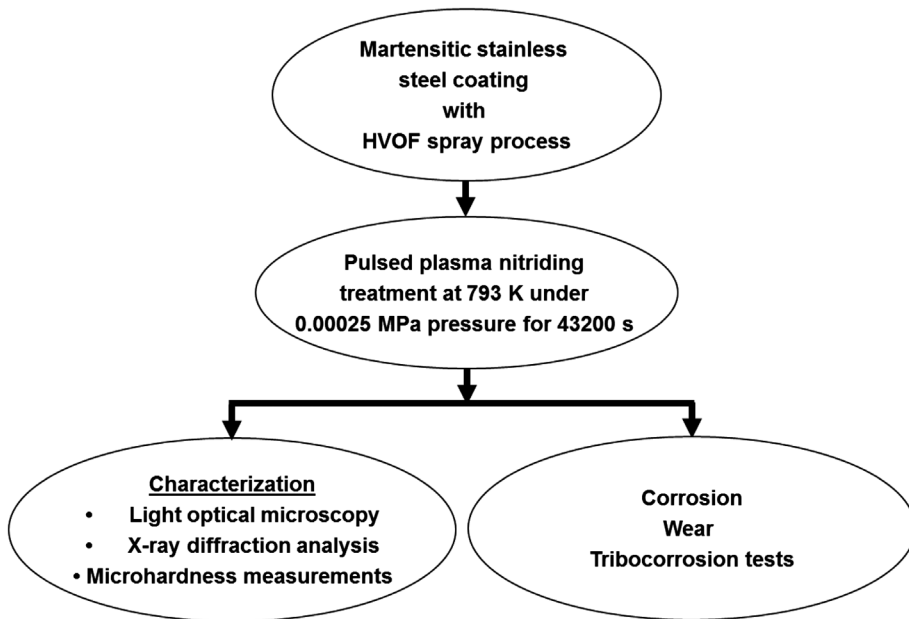 Martensitic stainless
steel coating
with
HVOF spray process
Pulsed plasma nitriding
treatment at 793 K under
0.00025 MPa pressure for 43200 s
Characterization
• Light optical microscopy
• X-ray diffraction analysis
• Microhardness measurements
Corrosion
Wear
Tribocorrosion tests